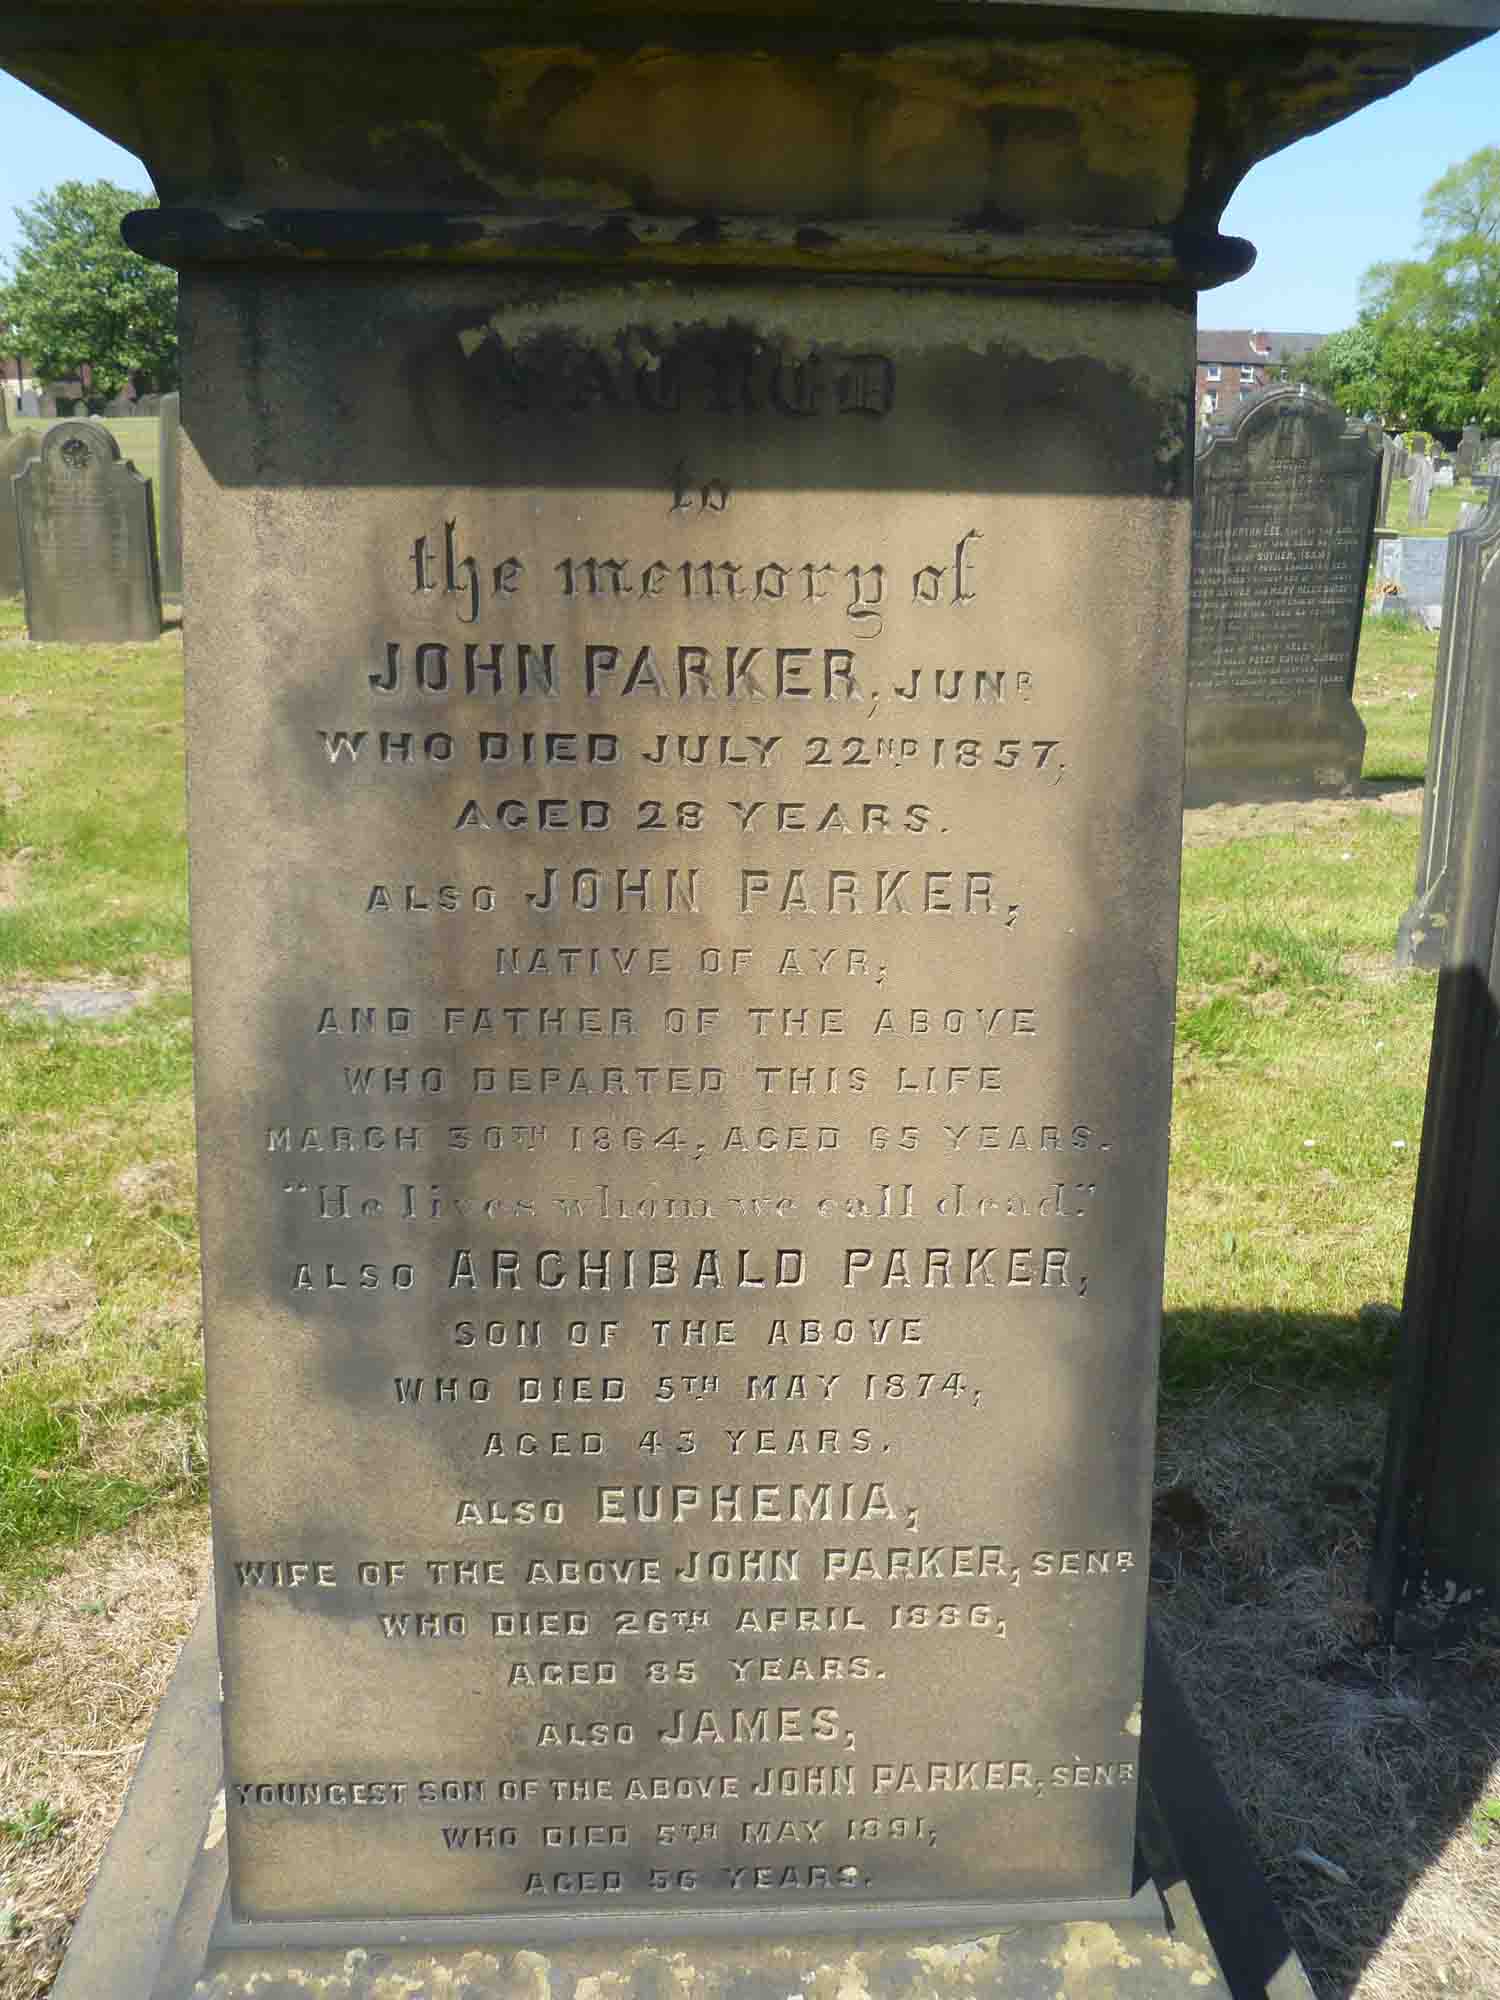 SACRED
to
the memory of
JOHN PARKER, JUNR
WHO DIED JULY 22ND 1857,
AGED 28 YEARS.
ALSO JOHN PARKER,
NATIVE OF AYR,
AND FATHER OF THE ABOVE
WHO DEPARTED THIS LIFE
MARCH 30TH 1864, AGED 65 YEARS.
"He lives whom we call dead."
ALSO ARCHIBALD PARKER,
SON OF THE ABOVE
WHO DIED 5TH MAY 1874,
AGED 43 YEARS.
ALSO EUPHEMIA,
WIFE OF THE ABOVE JOHN PARKER, SENR
WHO DIED 26TH APRIL 1886,
AGED 85 YEARS.
ALSO JAMES,
YOUNGEST SON OF THE ABOVE JOHN PARKER, SENR
WHO DIED 5TH MAY 1891,
AGED 56 YEARS.